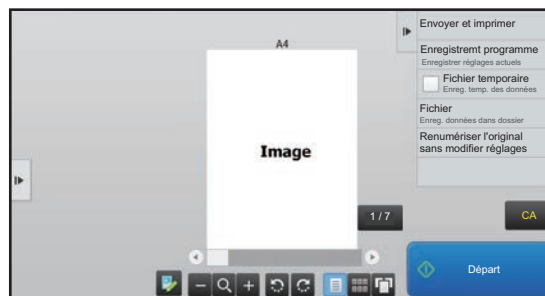 A4
Image
1 / 7
Envoyer et imprimer
Enregistremt programme
Enregistrer réglages actuels
Fichier temporaire
Enreg. temp. des données
Fichier
Enreg. données dans dossier
Renumériser l'original
sans modifier réglages
CA
Départ